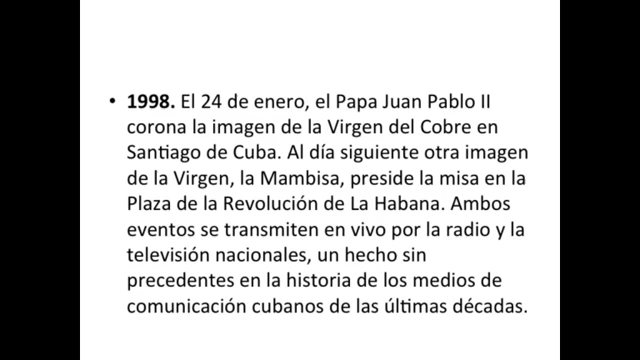 • 1998. El 24 de enero, el Papa Juan Pablo II
corona la imagen de la Virgen del Cobre en
Santiago de Cuba. Al día siguiente otra imagen
de la Virgen, la Mambisa, preside la misa en la
Plaza de la Revolución de La Habana. Ambos
eventos se transmiten en vivo por la radio y la
televisión nacionales, un hecho sin
precedentes en la historia de los medios de
comunicación cubanos de las últimas décadas.